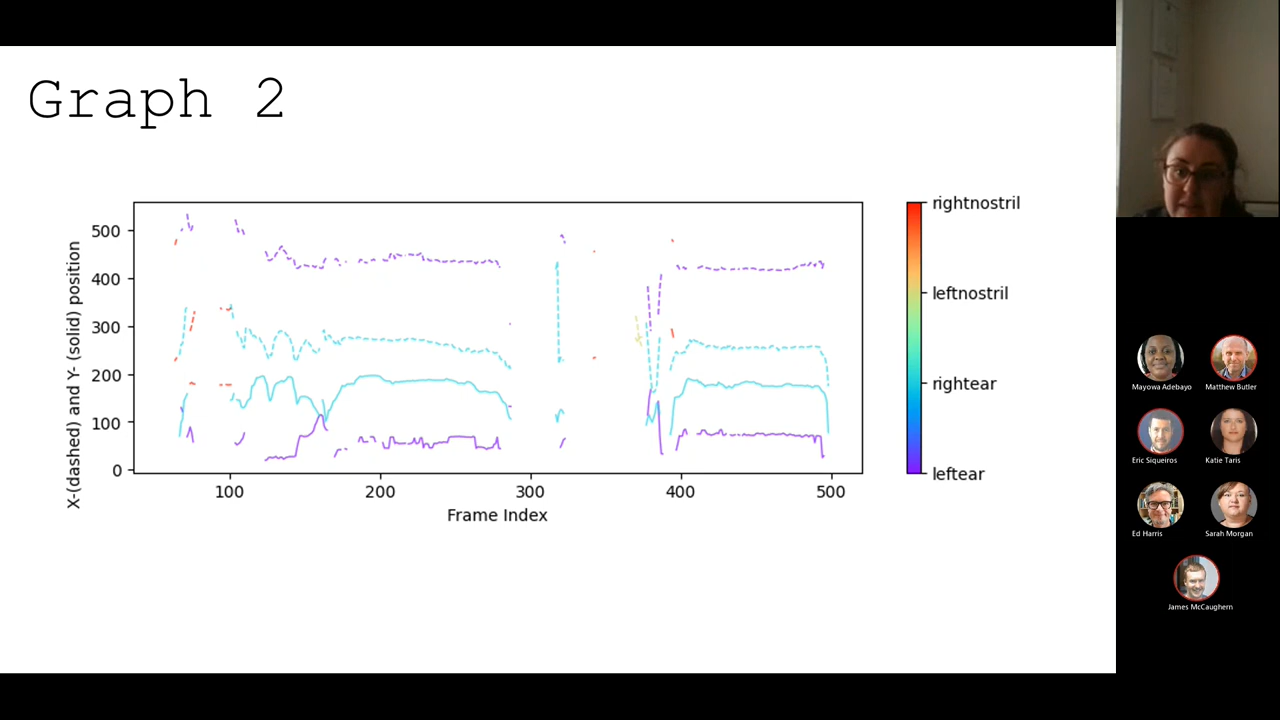 Graph 2
X-(dashed) and Y- (solid) position
500
400
300
200
100
0
100
200
300
400
500
Frame Index
rightnostril
leftnostril
rightear
leftear
Mayowa Adebayo
Matthew Butler
Eric Siqueiros
Katie Taris
Ed Harris
Sarah Morgan
James McCaughern